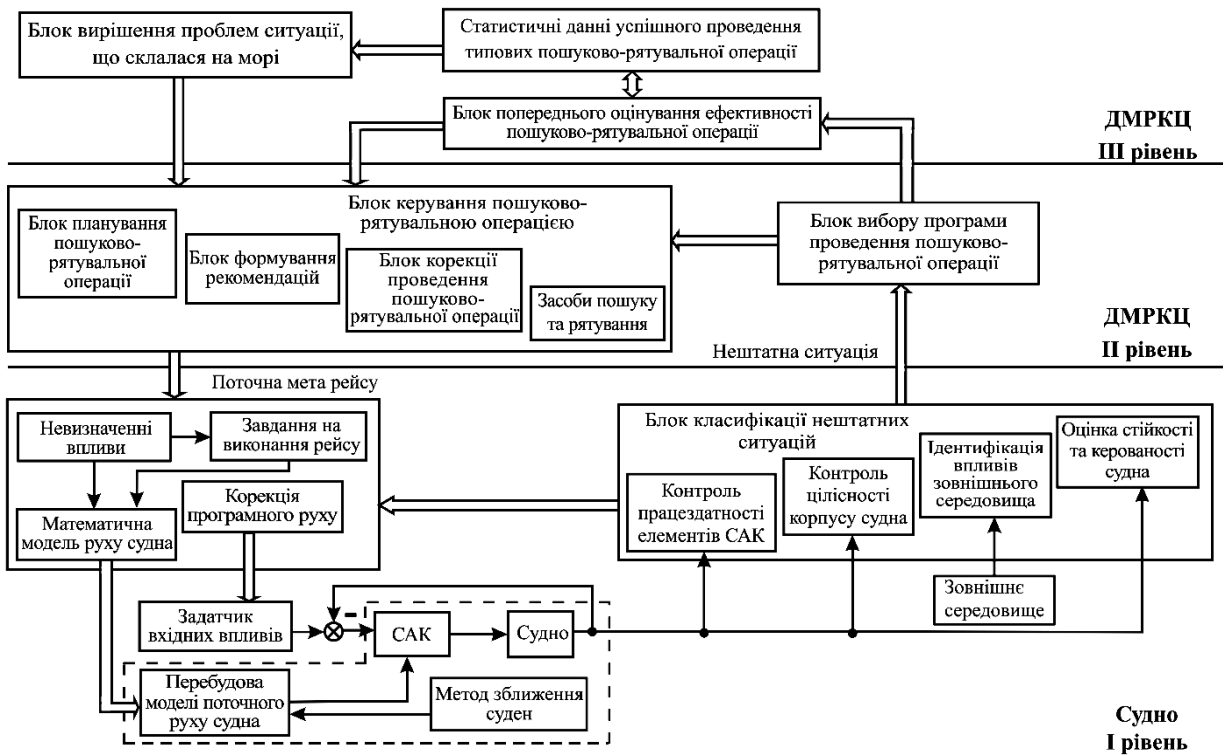 Блок вирішення проблем ситуації,
що склалася на морі
Статистичні данні успішного проведення
типових пошуково-рятувальної операції
Блок попереднього оцінування ефективності
пошуково-рятувальної операції
ДМРКЦ
III рівень
Блок керування пошуково-
рятувальною операцією
Блок планування
пошуково-
рятувальної
операції
Блок формування
рекомендацій
Блок корекції
проведення
пошуково-
рятувальної операції
Засоби пошуку
та рятування
Блок вибору програми
проведення пошуково-
рятувальної операції
ДМРКЦ
II рівень
Нештатна ситуація
Поточна мета рейсу
Невизначенні
впливи
Завдання на
виконання рейсу
Корекція
програмного руху
Математична
модель руху судна
Блок класифікації нештатних
ситуацій
Контроль
працездатності
елементів САК
Контроль
цілісності
корпусу судна
Ідентифікація
впливів
зовнішнього
середовища
Оцінка стійкості
та керованості
судна
Зовнішнє
середовище
Задатчик
вхідних впливів
–
САК
Судно
Перебудова
моделі поточного
руху судна
Метод зближення
суден
Судно
I рівень